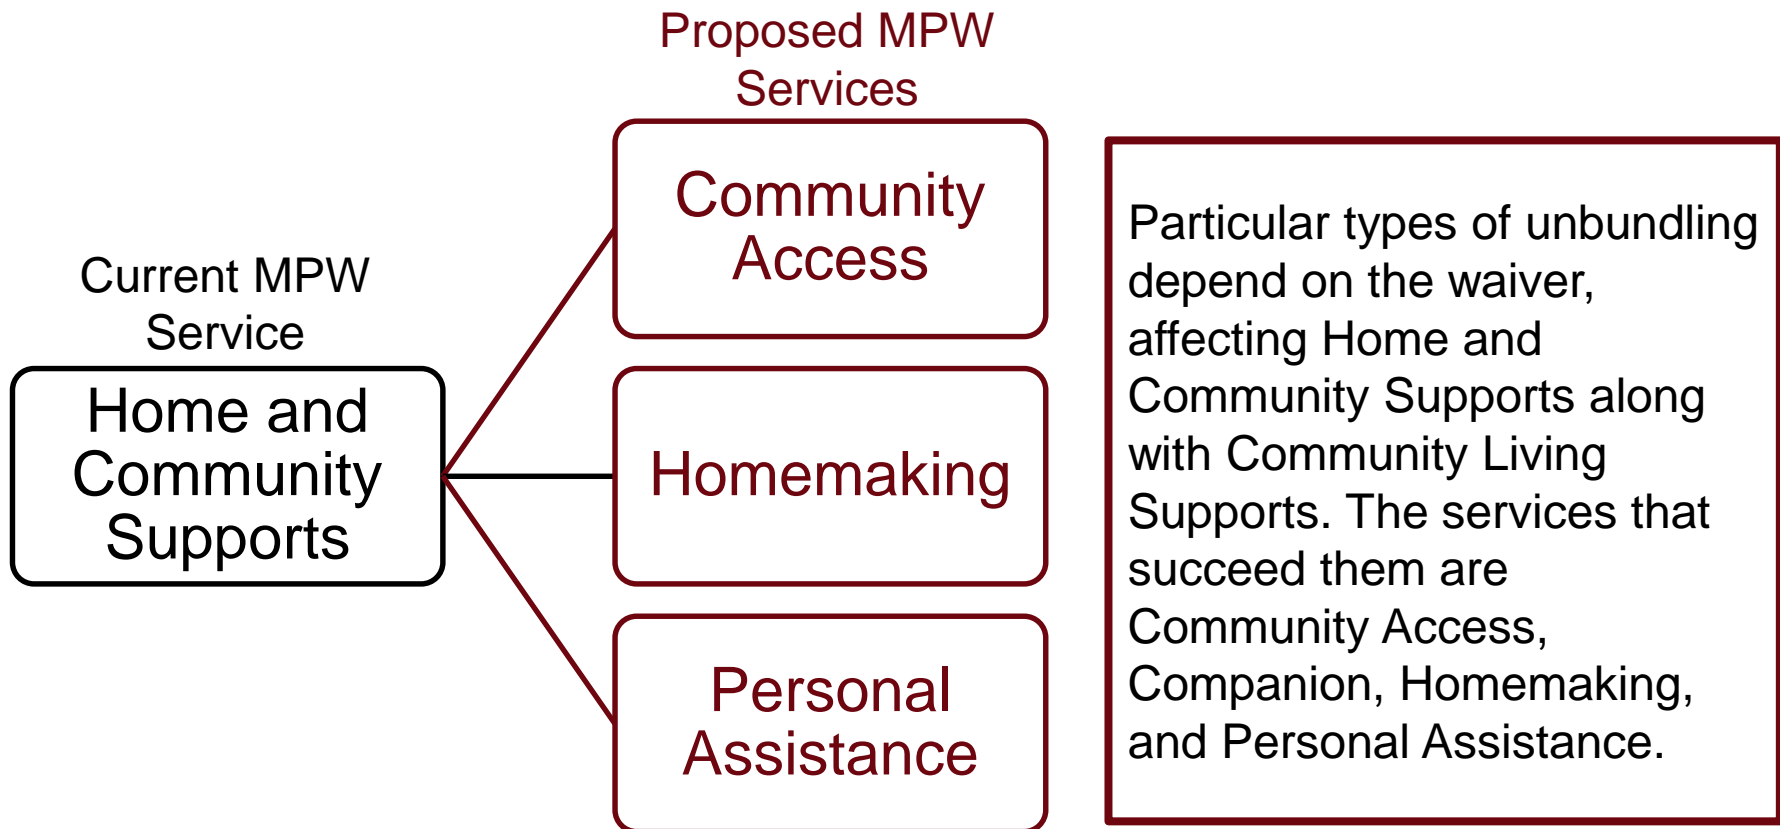 Current MPW
Service
Home and
Community
Supports
Proposed MPW
Services
Community
Access
Homemaking
Personal
Assistance
Particular types of unbundling
depend on the waiver,
affecting Home and
Community Supports along
with Community Living
Supports. The services that
succeed them are
Community Access,
Companion, Homemaking,
and Personal Assistance.